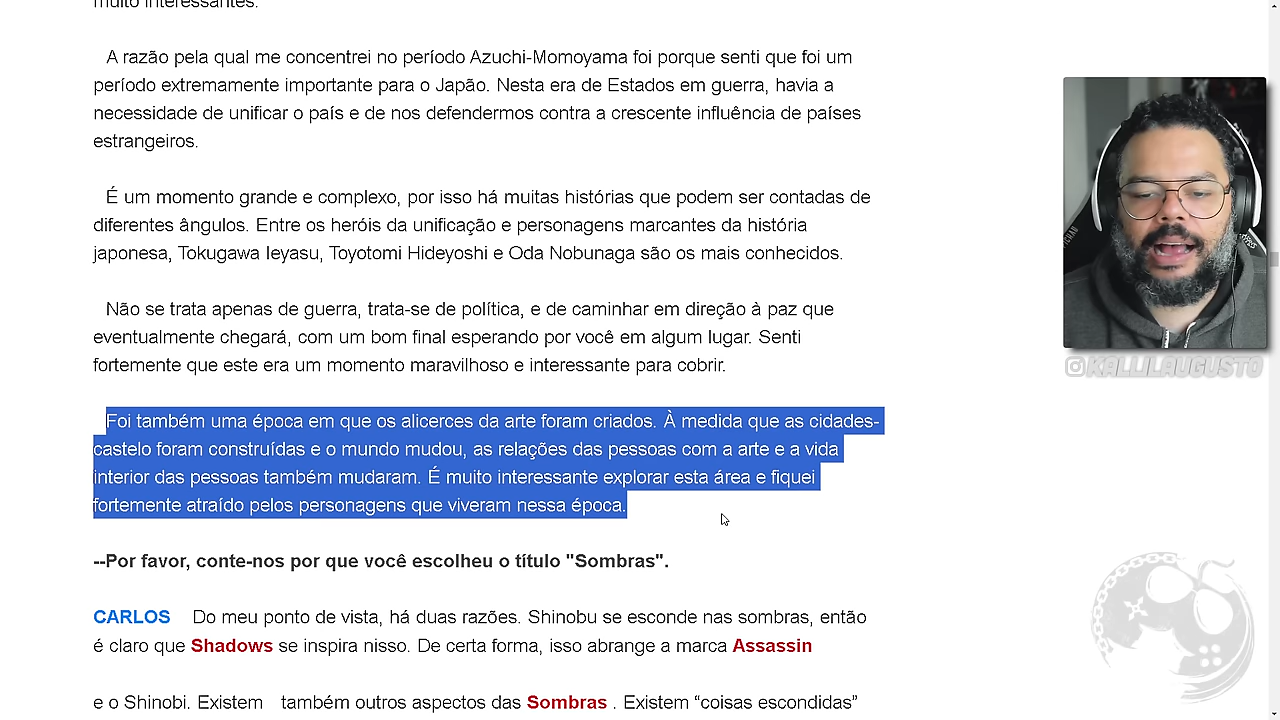 muito interessantes.
A razão pela qual me concentrei no período Azuchi-Momoyama foi porque senti que foi um
período extremamente importante para o Japão. Nesta era de Estados em guerra, havia a
necessidade de unificar o país e de nos defendermos contra a crescente influência de países
estrangeiros.
É um momento grande e complexo, por isso há muitas histórias que podem ser contadas de
diferentes ângulos. Entre os heróis da unificação e personagens marcantes da história
japonesa, Tokugawa Ieyasu, Toyotomi Hideyoshi e Oda Nobunaga são os mais conhecidos.
Não se trata apenas de guerra, trata-se de política, e de caminhar em direção à paz que
eventualmente chegará, com um bom final esperando por você em algum lugar. Senti
fortemente que este era um momento maravilhoso e interessante para cobrir.
Foi também uma época em que os alicerces da arte foram criados. À medida que as cidades-
castelo foram construídas e o mundo mudou, as relações das pessoas com a arte e a vida
interior das pessoas também mudaram. É muito interessante explorar esta área e fiquei
fortemente atraído pelos personagens que viveram nessa época.
--Por favor, conte-nos por que você escolheu o título "Sombras".
CARLOS Do meu ponto de vista, há duas razões. Shinobu se esconde nas sombras, então
é claro que Shadows se inspira nisso. De certa forma, isso abrange a marca Assassin
e o Shinobi. Existem também outros aspectos das Sombras . Existem “coisas escondidas”
@KALLILAUGUSTO